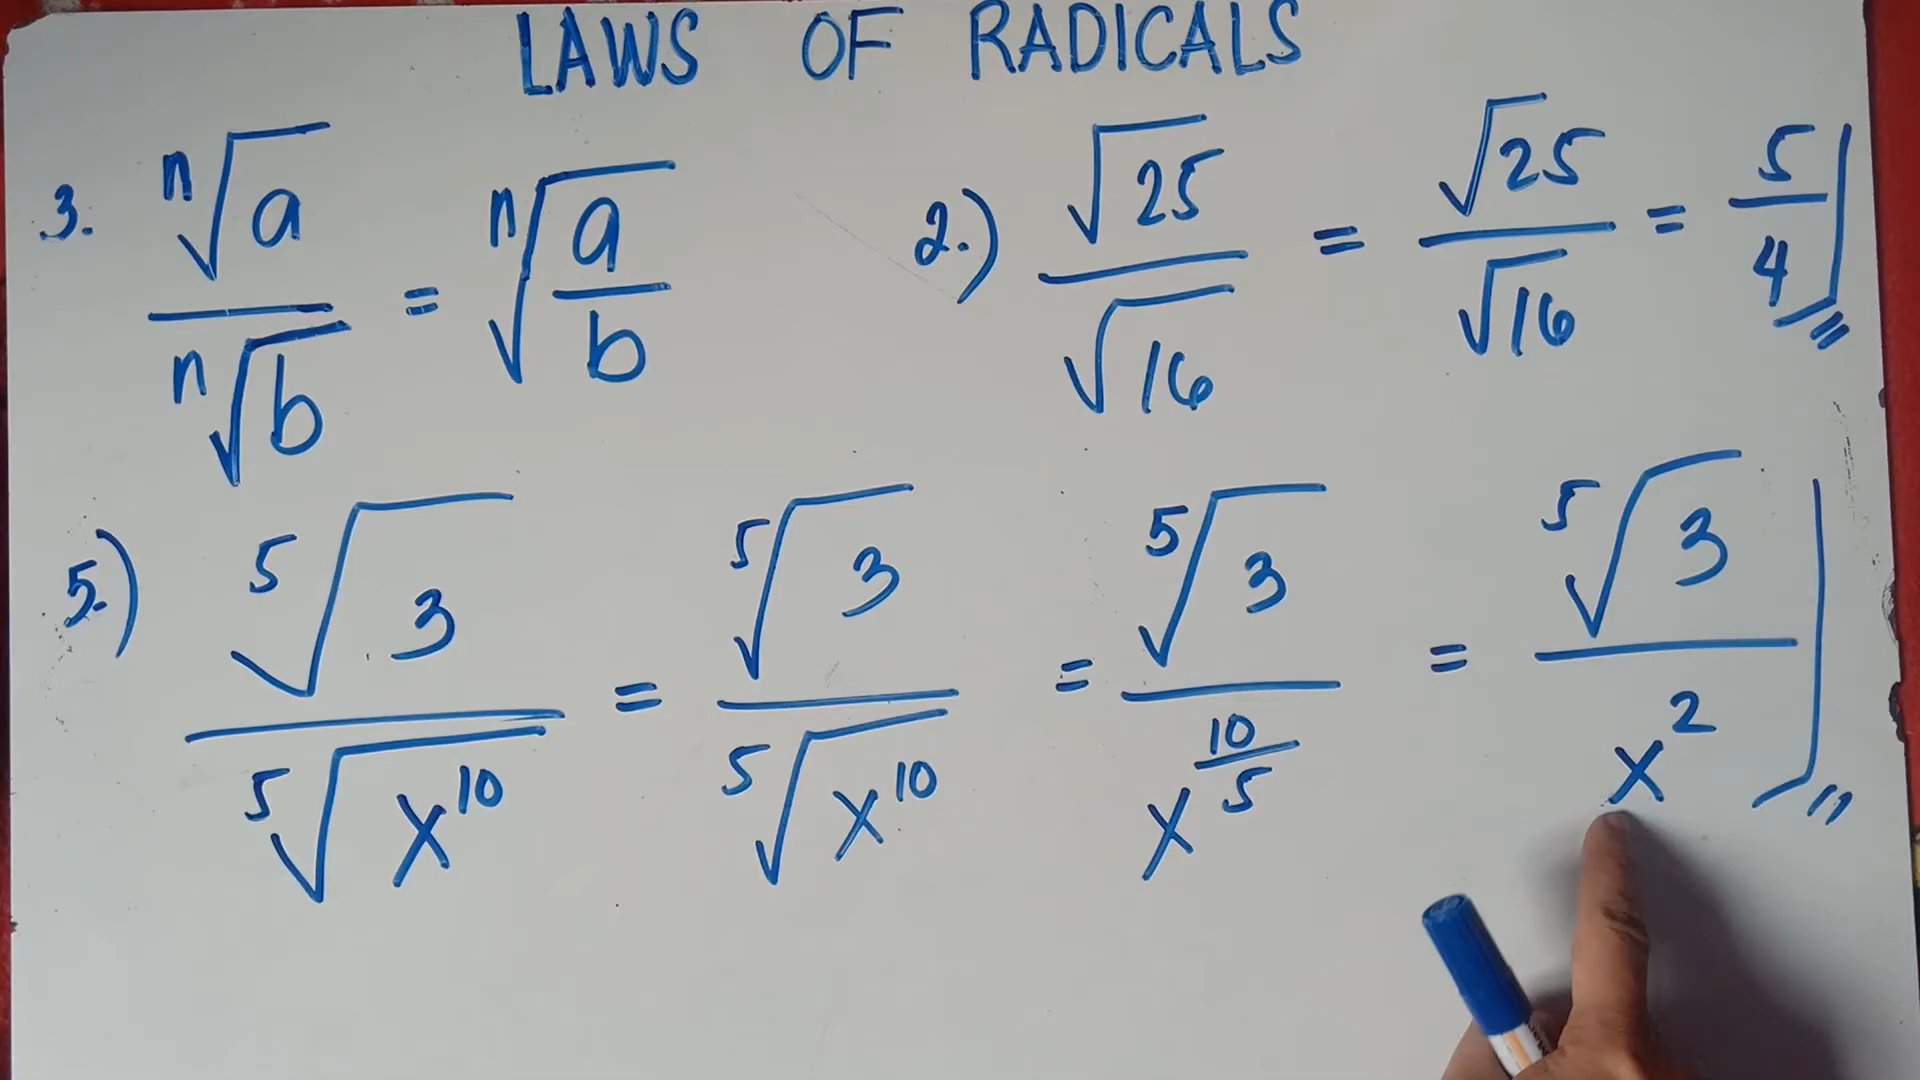 LAWS OF RADICALS
3. ⁿ√a / ⁿ√b = ⁿ√(a/b)
2.) √25 / √16 = √25 / √16 = 5/4
5.) ⁵√3 / ⁵√x¹⁰ = ⁵√3 / ⁵√x¹⁰ = ⁵√3 / x^(10/5) = ⁵√3 / x²